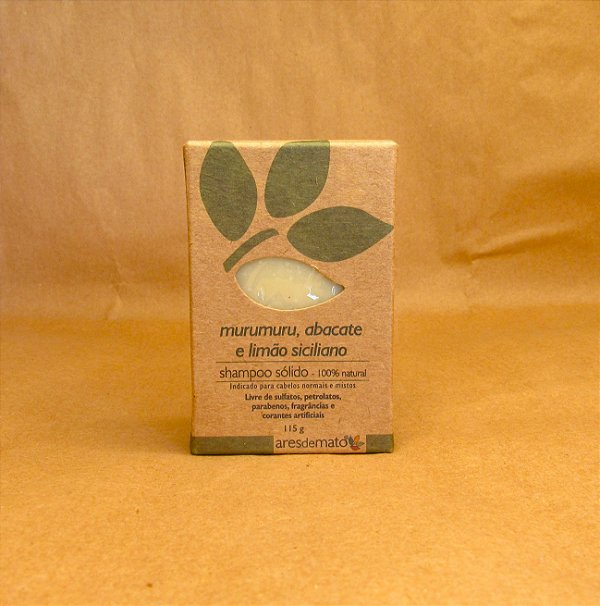 murumuru, abacate
e limão siciliano
shampoo sólido - 100% natural
Indicado para cabelos normais e mistos
Livre de sulfatos, petrolatos,
parabenos, fragrâncias e
corantes artificiais
115 g
aresdemato